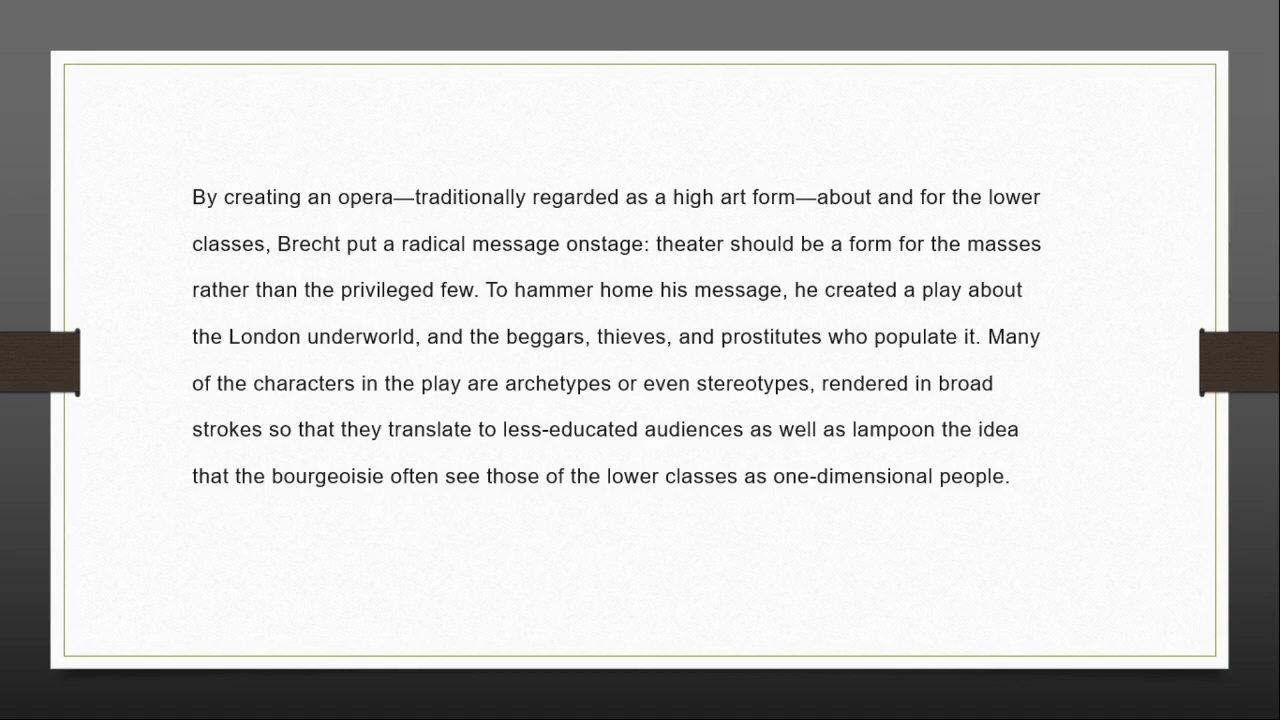 By creating an opera—traditionally regarded as a high art form—about and for the lower
classes, Brecht put a radical message onstage: theater should be a form for the masses
rather than the privileged few. To hammer home his message, he created a play about
the London underworld, and the beggars, thieves, and prostitutes who populate it. Many
of the characters in the play are archetypes or even stereotypes, rendered in broad
strokes so that they translate to less-educated audiences as well as lampoon the idea
that the bourgeoisie often see those of the lower classes as one-dimensional people.